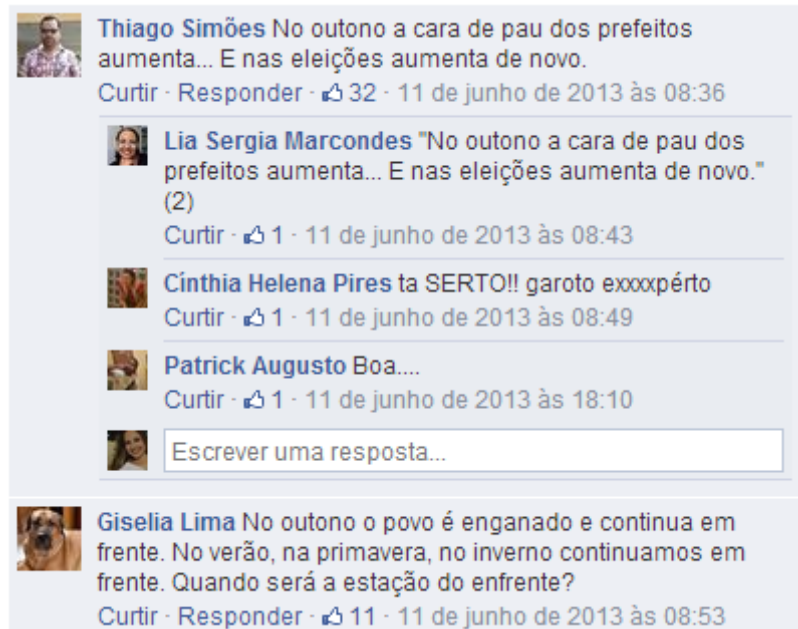 Thiago Simões No outono a cara de pau dos prefeitos
aumenta... E nas eleições aumenta de novo.
Curtir · Responder · 32 · 11 de junho de 2013 às 08:36
Lia Sergia Marcondes "No outono a cara de pau dos
prefeitos aumenta... E nas eleições aumenta de novo."
(2)
Curtir · 1 · 11 de junho de 2013 às 08:43
Cínthia Helena Pires ta SERTO!! garoto exxxxpérto
Curtir · 1 · 11 de junho de 2013 às 08:49
Patrick Augusto Boa....
Curtir · 1 · 11 de junho de 2013 às 18:10
Escrever uma resposta...
Giselia Lima No outono o povo é enganado e continua em
frente. No verão, na primavera, no inverno continuamos em
frente. Quando será a estação do enfrente?
Curtir · Responder · 11 · 11 de junho de 2013 às 08:53